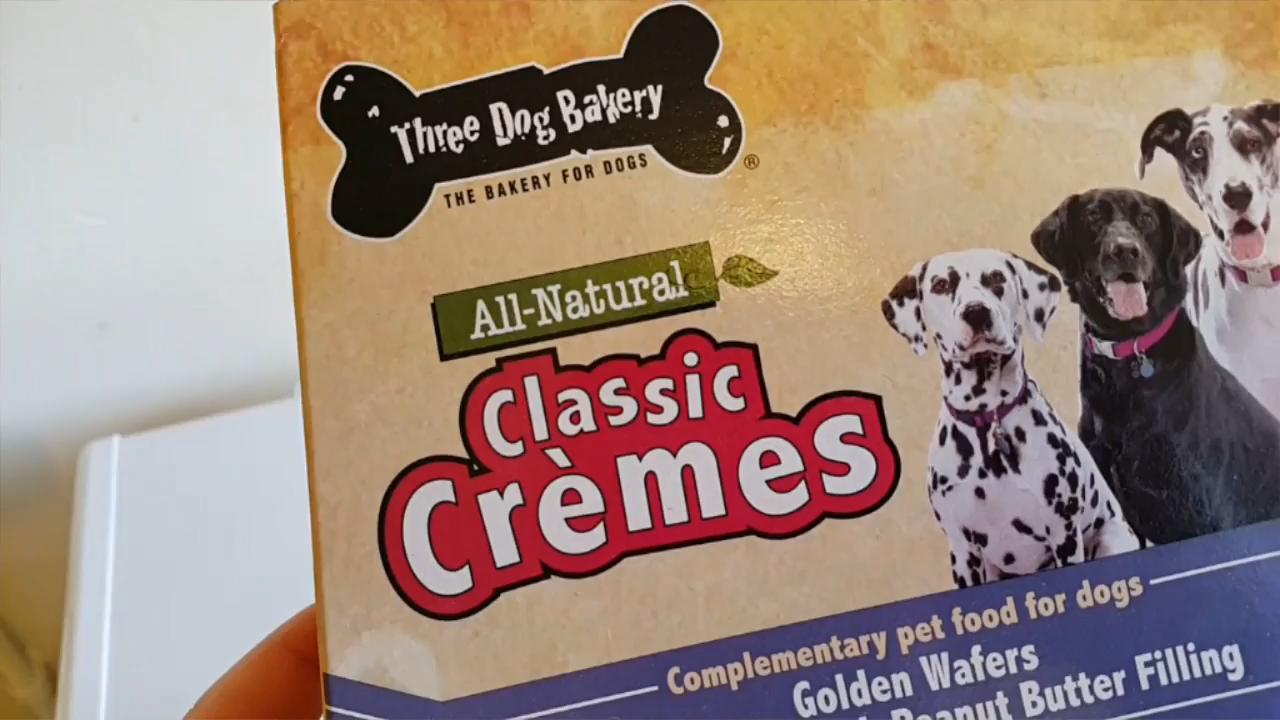 Three Dog Bakery
THE BAKERY FOR DOGS
®
All-Natural
Classic
Crèmes
Complementary pet food for dogs
Golden Wafers
Peanut Butter Filling